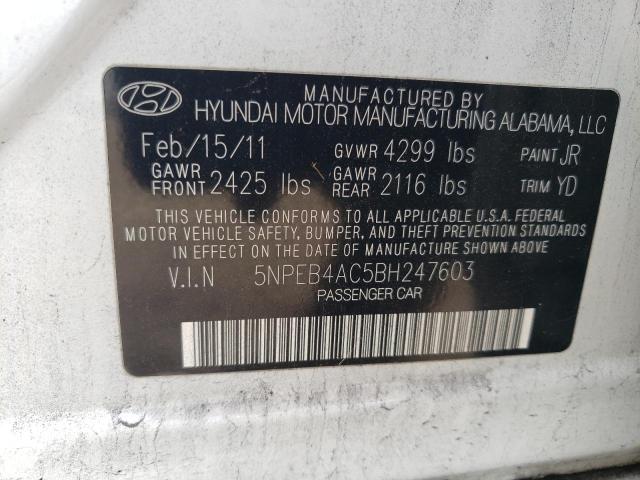 MANUFACTURED BY
HYUNDAI MOTOR MANUFACTURING ALABAMA, LLC
Feb/15/11 GVWR 4299 lbs PAINT JR
GAWR FRONT 2425 lbs GAWR REAR 2116 lbs TRIM YD
THIS VEHICLE CONFORMS TO ALL APPLICABLE U.S.A. FEDERAL
MOTOR VEHICLE SAFETY, BUMPER, AND THEFT PREVENTION STANDARDS
IN EFFECT ON THE DATE OF MANUFACTURE SHOWN ABOVE.
V.I.N 5NPEB4AC5BH247603
PASSENGER CAR